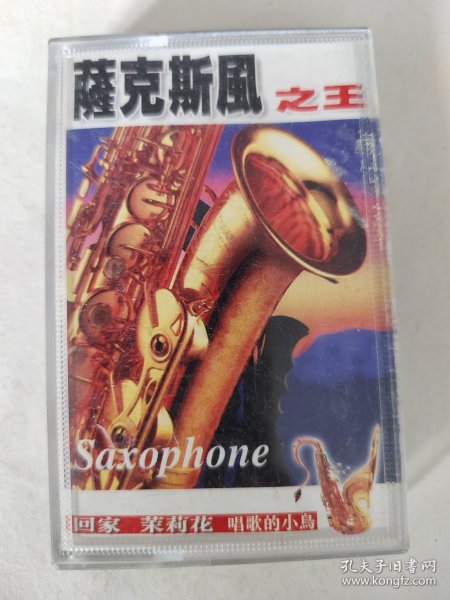 薩克斯風 之王
Saxophone
回家 茉莉花 唱歌的小鳥
孔夫子旧书网
www.kongfz.com